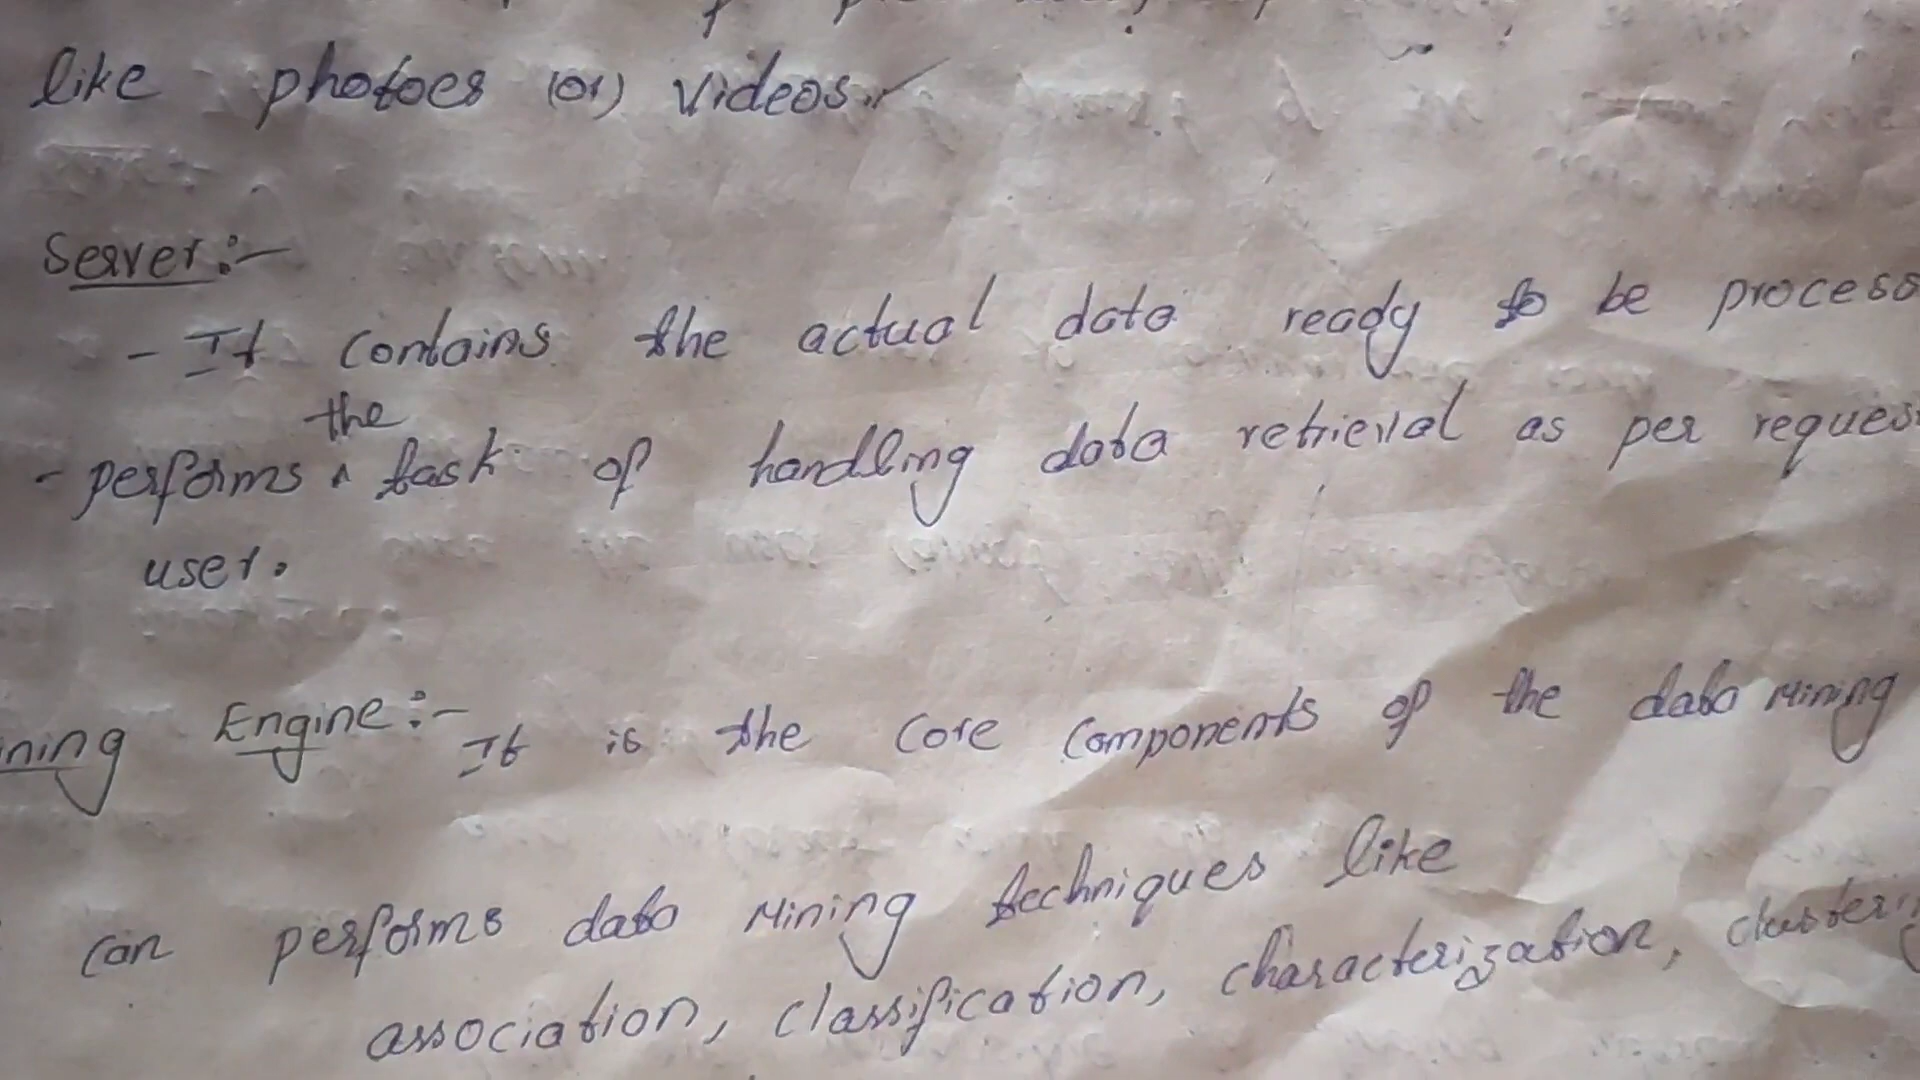 like photoes (or) videos.
Server:-
- It contains the actual data ready to be process
the
- performs ^ task of handling data retrieval as per reques
user.
ning Engine:- It is the core components of the data Mining
can performs data Mining techniques like
association, classification, characterization, clusterin